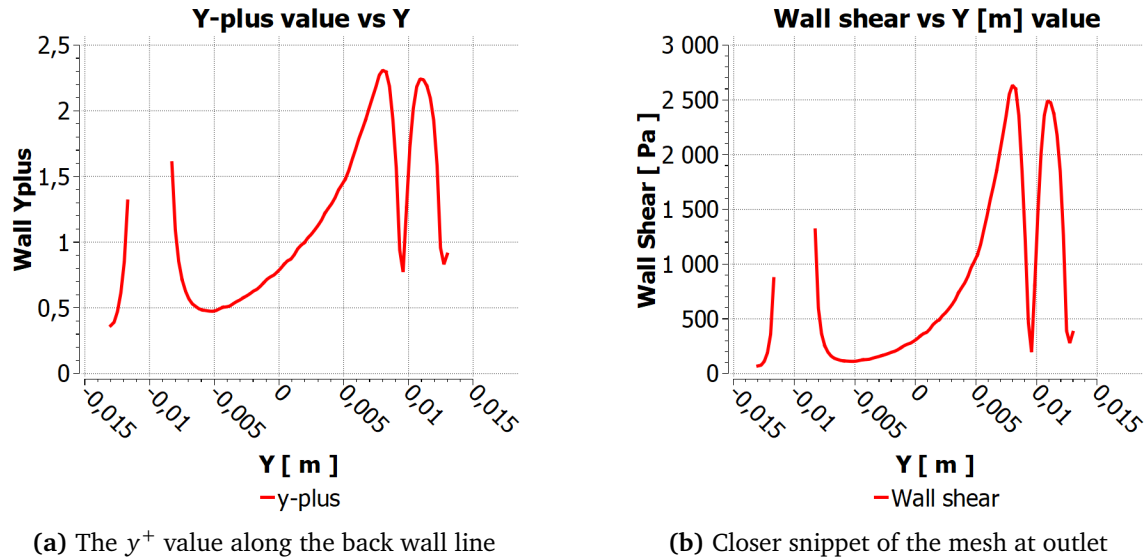 Y-plus value vs Y
2,5
2
1,5
1
0,5
0
Wall Yplus
-0,015
-0,01
-0,005
0
0,005
0,01
0,015
Y [ m ]
y-plus
(a) The y⁺ value along the back wall line
Wall shear vs Y [m] value
3 000
2 500
2 000
1 500
1 000
500
0
Wall Shear [ Pa ]
-0,015
-0,01
-0,005
0
0,005
0,01
0,015
Y [ m ]
Wall shear
(b) Closer snippet of the mesh at outlet